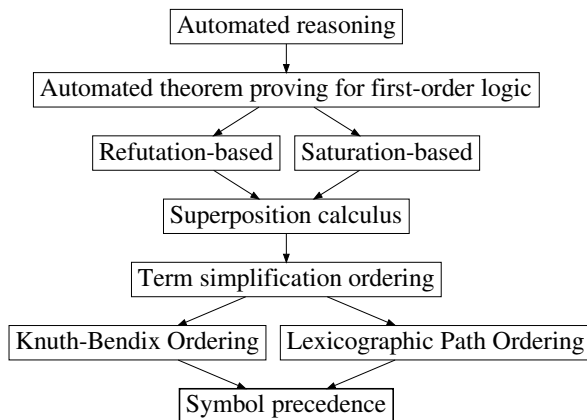 Automated reasoning
Automated theorem proving for first-order logic
Refutation-based
Saturation-based
Superposition calculus
Term simplification ordering
Knuth-Bendix Ordering
Lexicographic Path Ordering
Symbol precedence